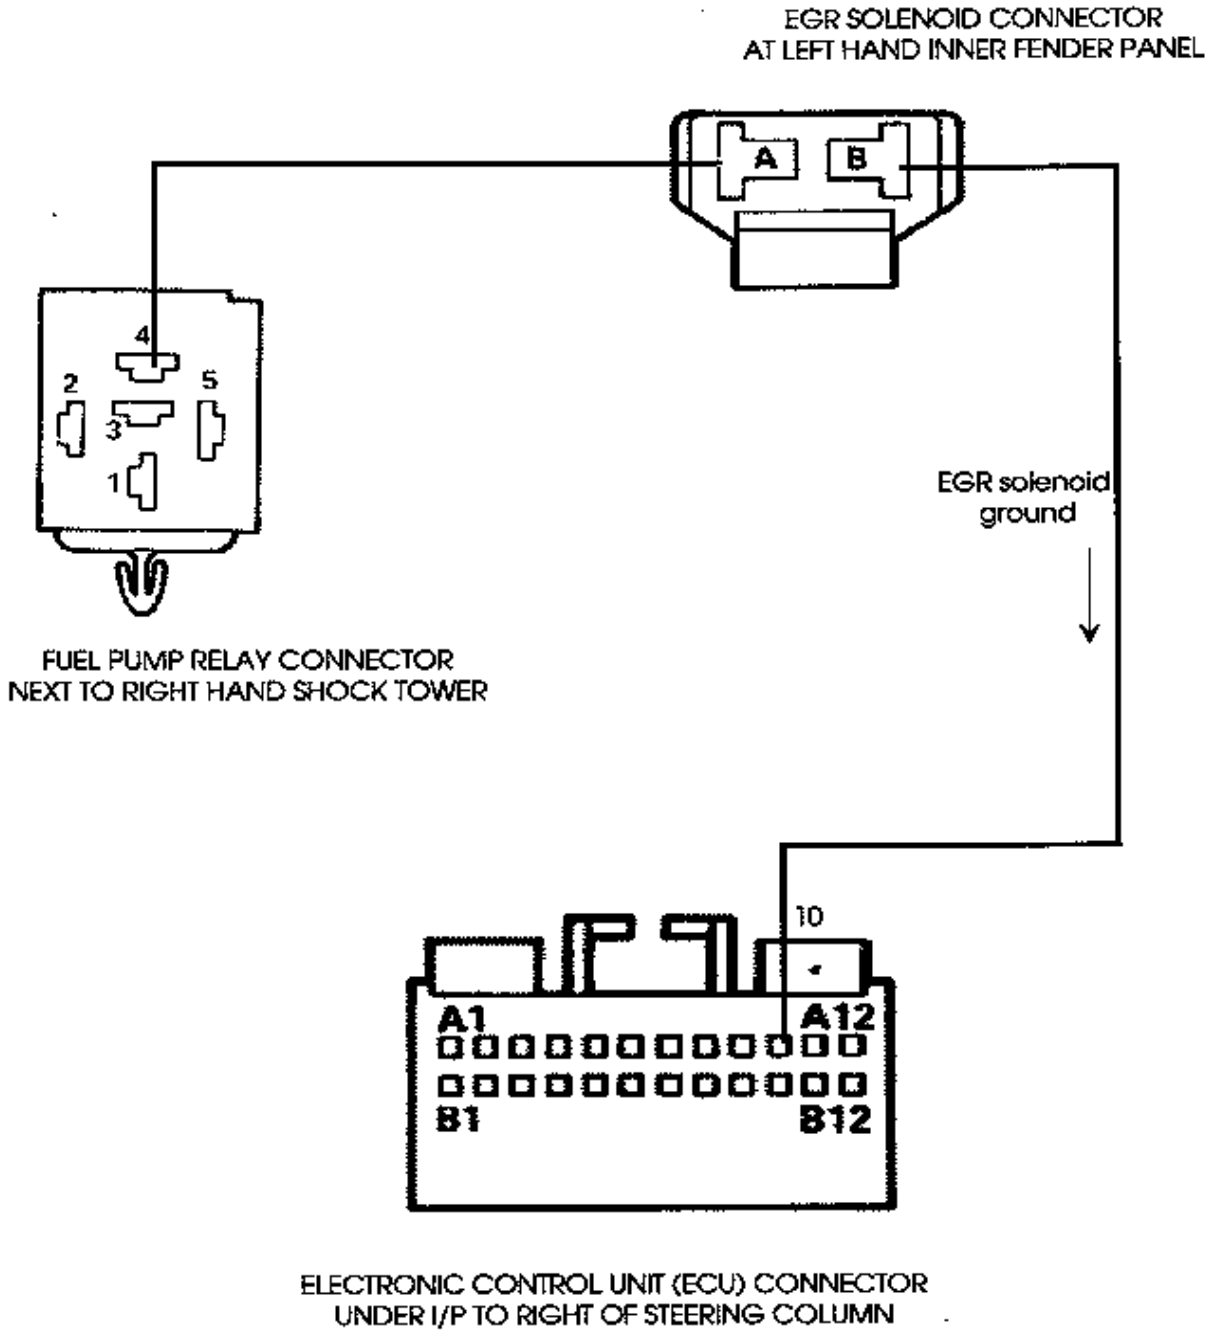 EGR SOLENOID CONNECTOR
AT LEFT HAND INNER FENDER PANEL
A B
4
2 5
3
1
EGR solenoid
ground
FUEL PUMP RELAY CONNECTOR
NEXT TO RIGHT HAND SHOCK TOWER
10
A1 A12
B1 B12
ELECTRONIC CONTROL UNIT (ECU) CONNECTOR
UNDER I/P TO RIGHT OF STEERING COLUMN